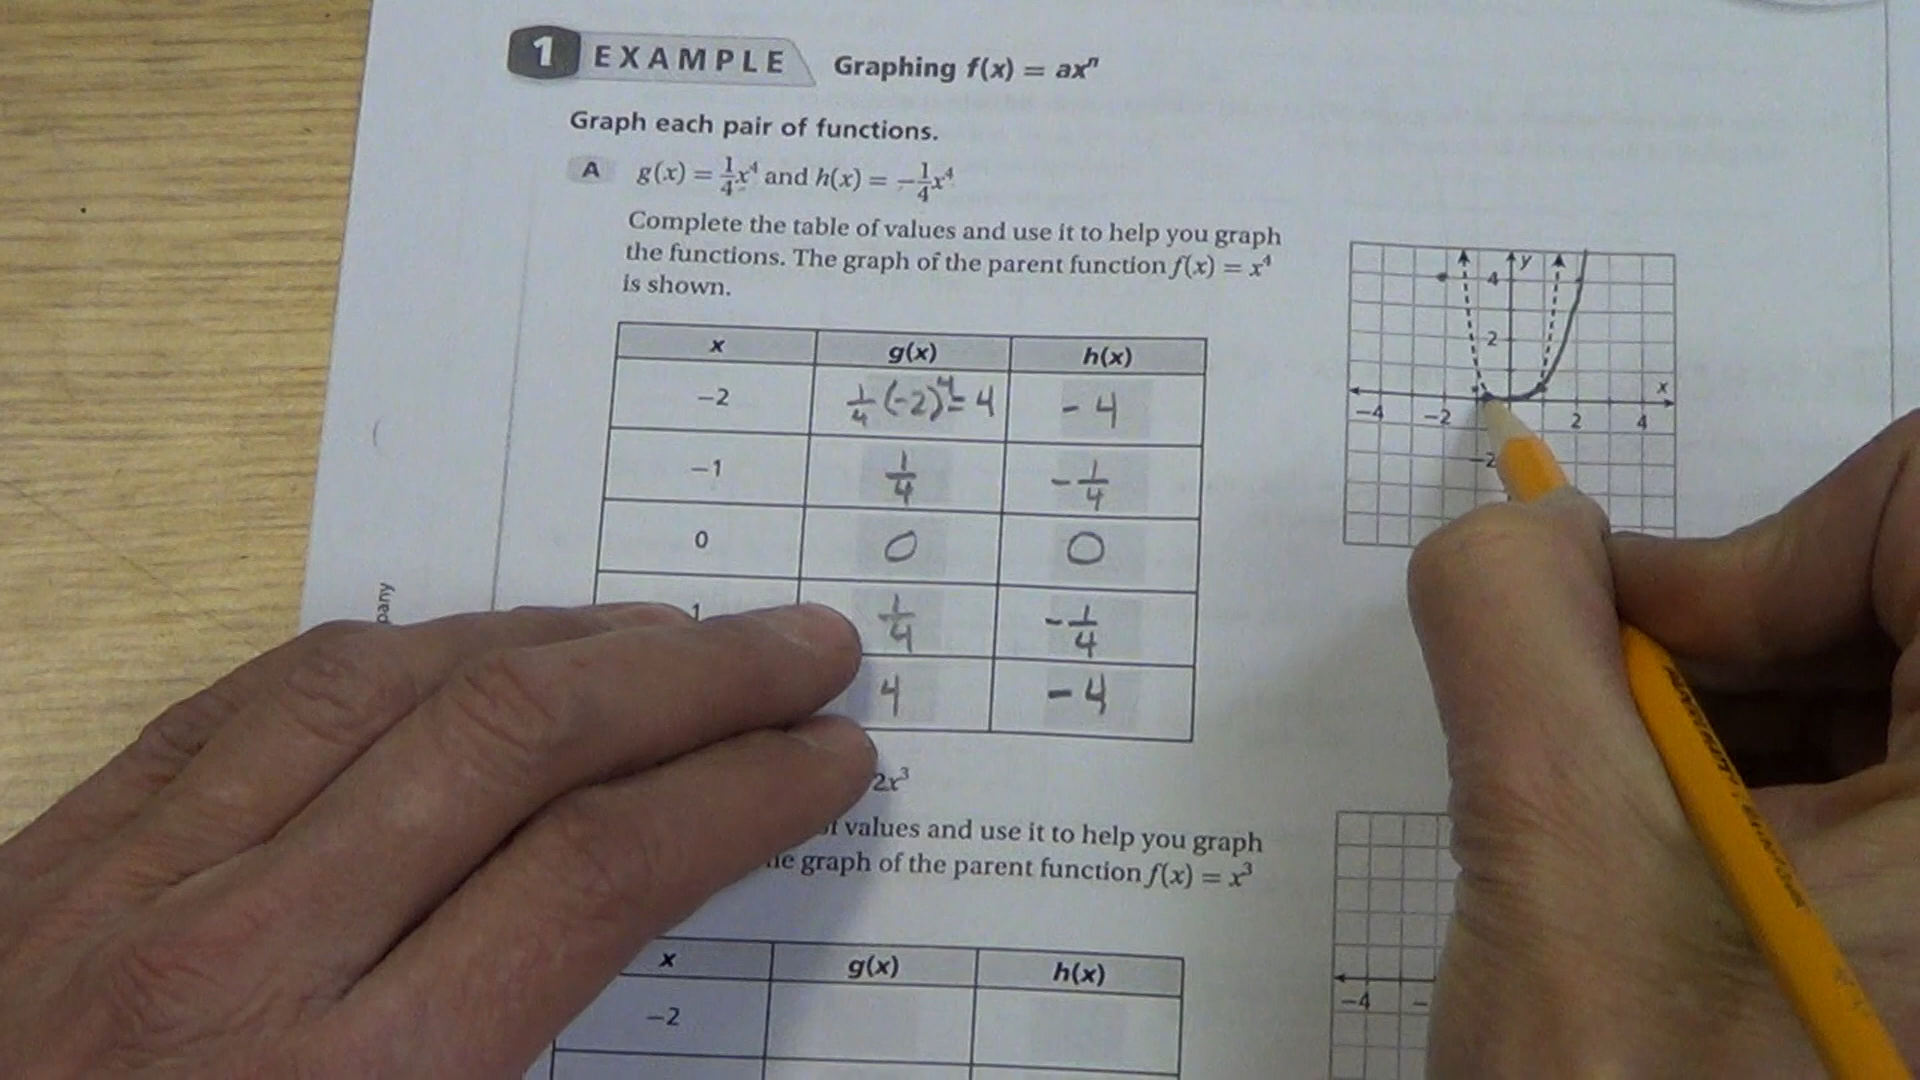 1 EXAMPLE Graphing f(x) = axⁿ
Graph each pair of functions.
A g(x) = 1/4 x⁴ and h(x) = −1/4 x⁴
Complete the table of values and use it to help you graph
the functions. The graph of the parent function f(x) = x⁴
is shown.
x g(x) h(x)
−2 1/4 (-2)⁴ = 4 -4
−1 1/4 -1/4
0 0 0
1 1/4 -1/4
4 -4
y
4
2
x
−4 −2 2 4
−2
pany
2x³
values and use it to help you graph
graph of the parent function f(x) = x³
x g(x) h(x)
−2
−4